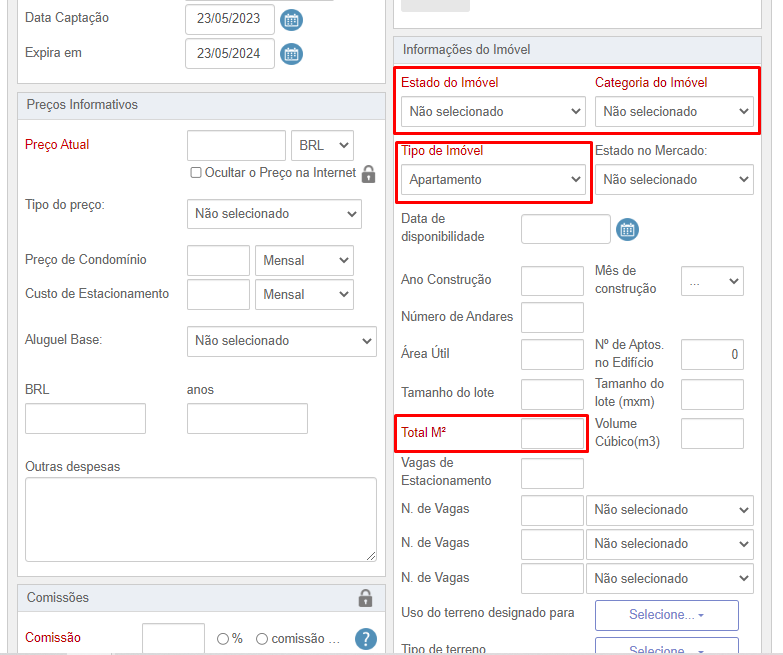 Data Captação
23/05/2023
Expira em
23/05/2024
Preços Informativos
Preço Atual
BRL
Ocultar o Preço na Internet
Tipo do preço:
Não selecionado
Preço de Condomínio
Mensal
Custo de Estacionamento
Mensal
Aluguel Base:
Não selecionado
BRL
anos
Outras despesas
Comissões
Comissão
%
comissão ...
?
Informações do Imóvel
Estado do Imóvel
Categoria do Imóvel
Não selecionado
Não selecionado
Tipo de Imóvel
Estado no Mercado:
Apartamento
Não selecionado
Data de
disponibilidade
Ano Construção
Mês de
construção
...
Número de Andares
Área Útil
Nº de Aptos.
no Edifício
0
Tamanho do lote
Tamanho do
lote (mxm)
Total M²
Volume
Cúbico(m3)
Vagas de
Estacionamento
N. de Vagas
Não selecionado
N. de Vagas
Não selecionado
N. de Vagas
Não selecionado
Uso do terreno designado para
Selecione...
Tipo de terreno
Selecione...